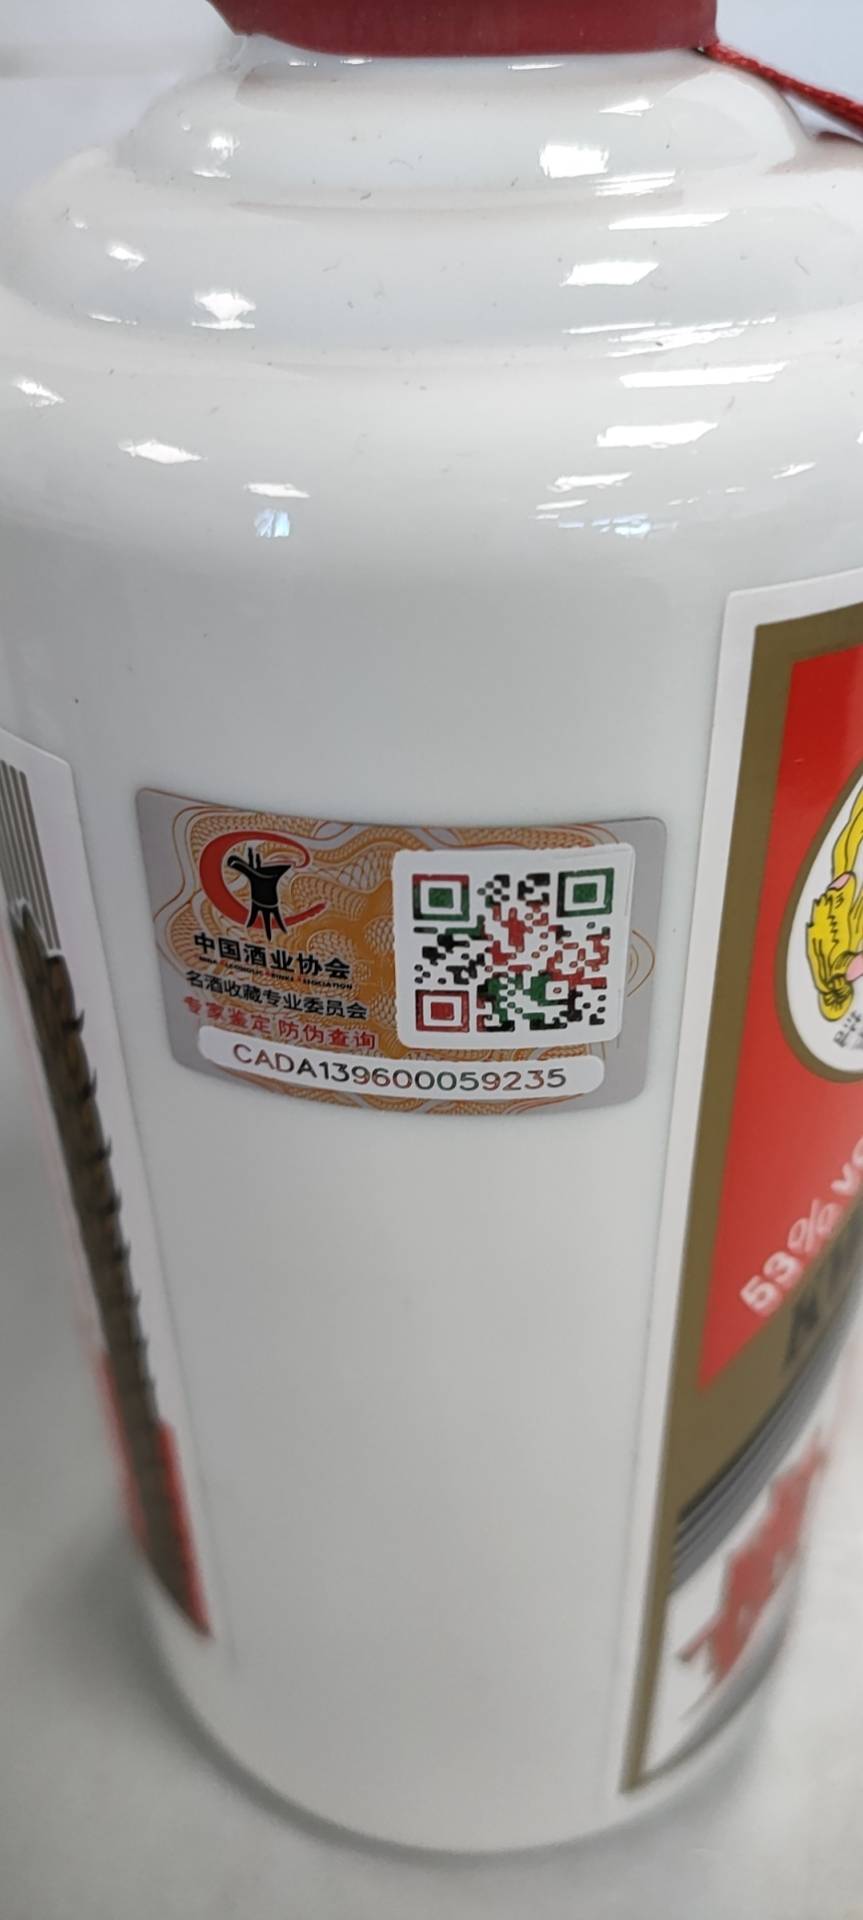 中国酒业协会
名酒收藏专业委员会
专家鉴定 防伪查询
CADA139600059235
53%